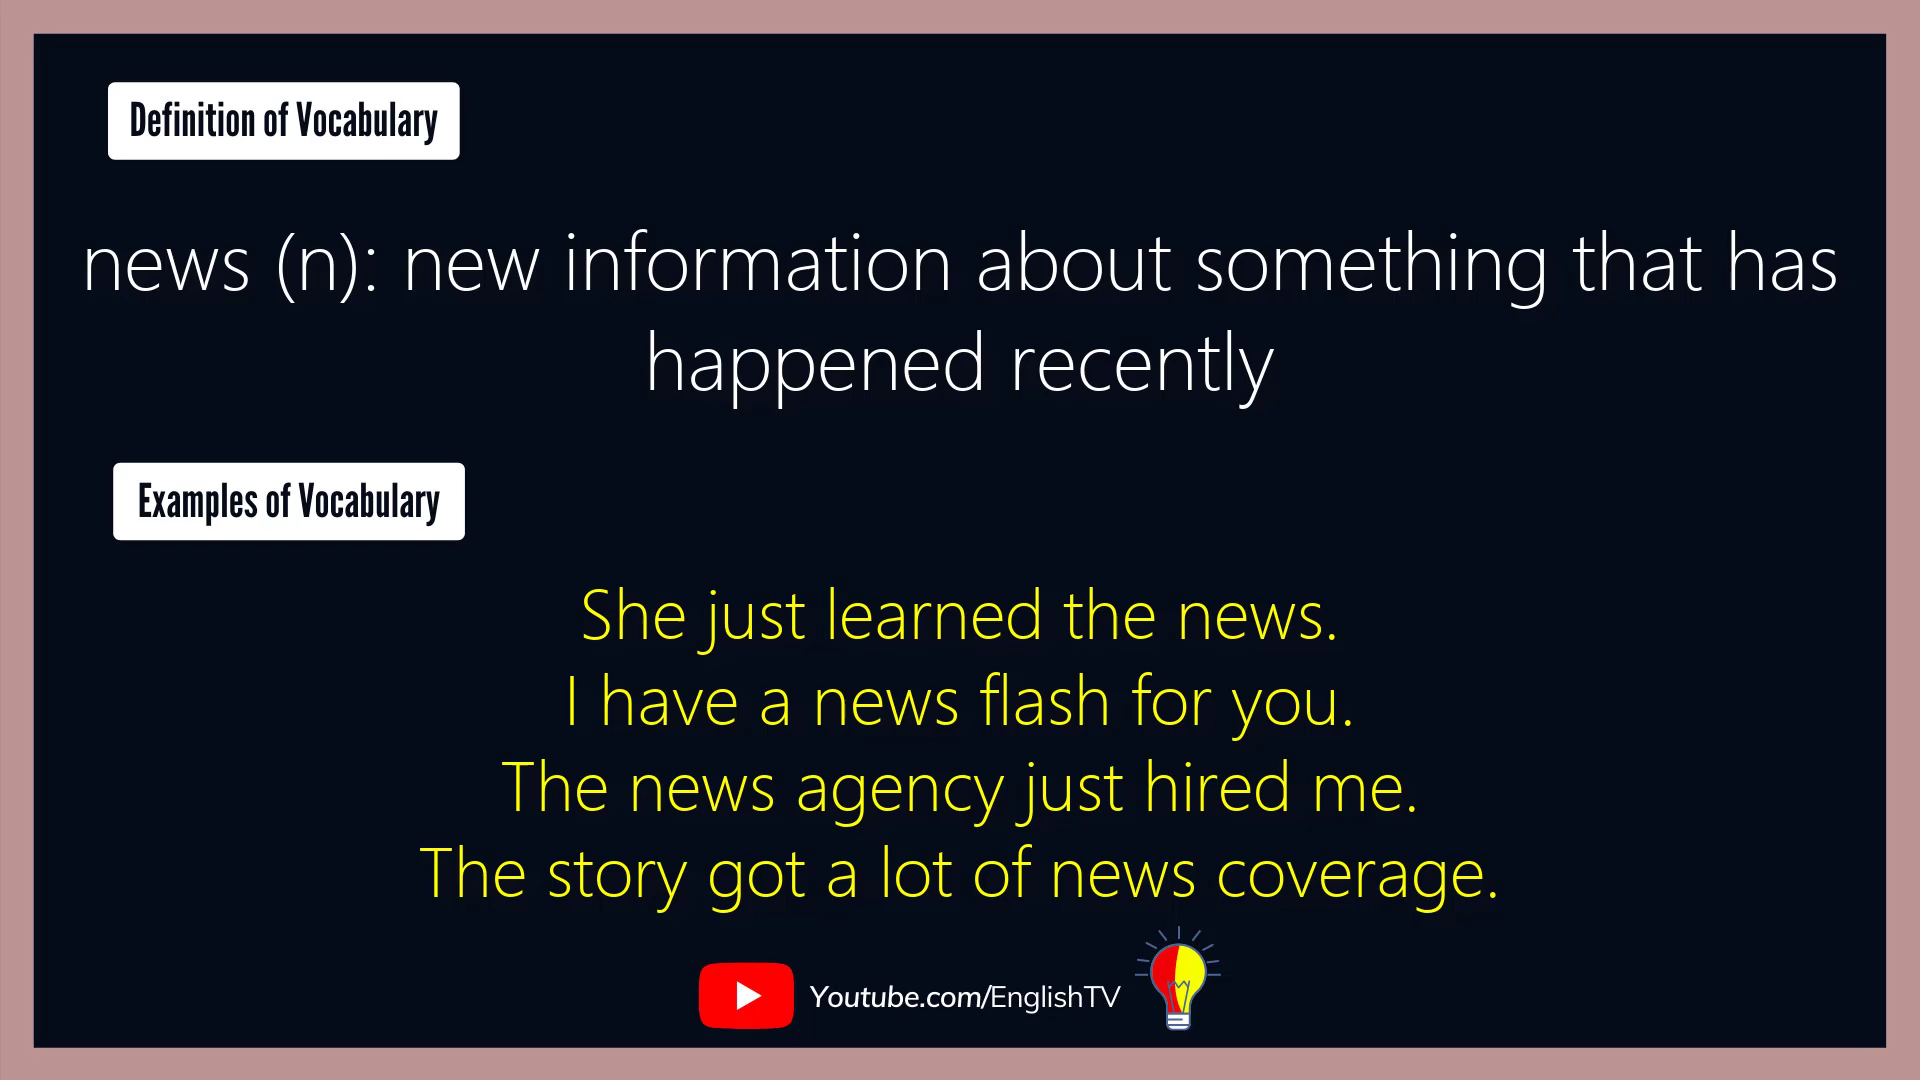 Definition of Vocabulary
news (n): new information about something that has
happened recently
Examples of Vocabulary
She just learned the news.
I have a news flash for you.
The news agency just hired me.
The story got a lot of news coverage.
Youtube.com/EnglishTV